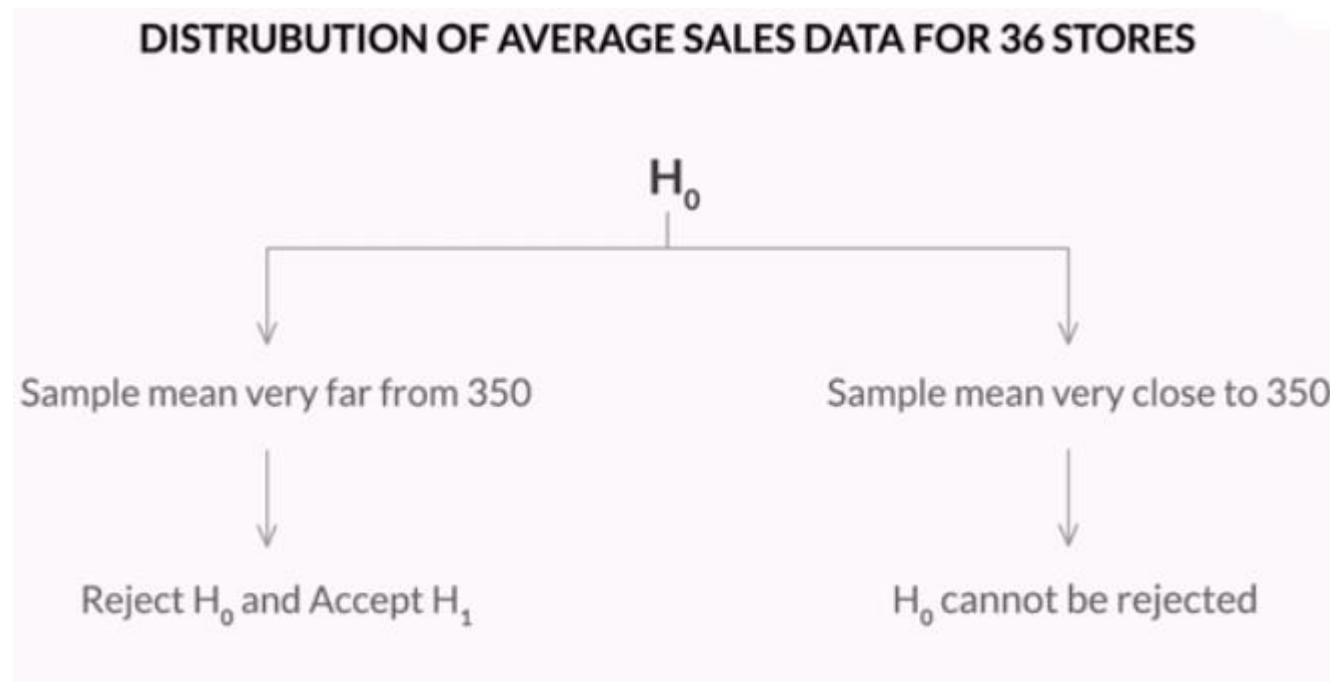 DISTRUBUTION OF AVERAGE SALES DATA FOR 36 STORES
H₀
Sample mean very far from 350
Sample mean very close to 350
Reject H₀ and Accept H₁
H₀ cannot be rejected